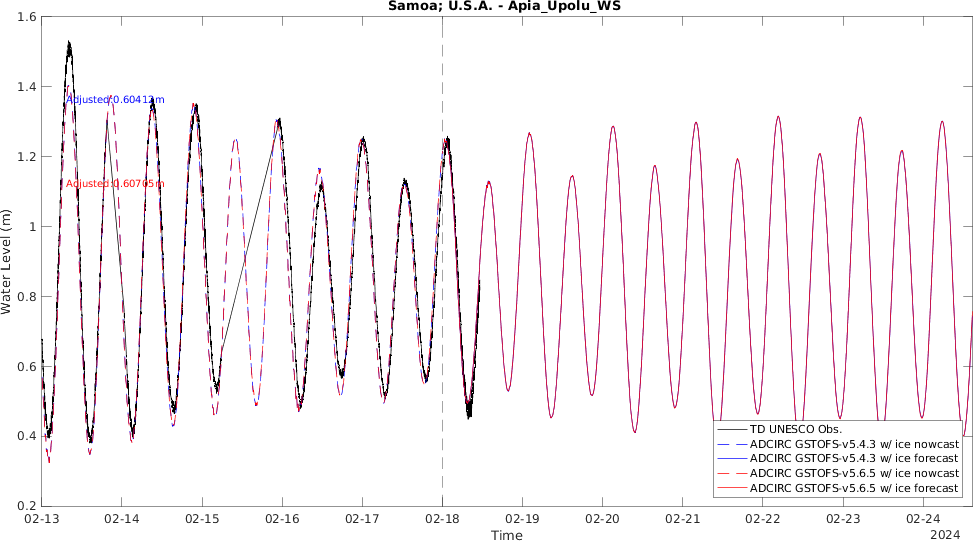 Samoa; U.S.A. - Apia_Upolu_WS
1.6
1.4
1.2
1
0.8
0.6
0.4
0.2
Water Level (m)
Adjusted:0.60412m
Adjusted:0.60705m
TD UNESCO Obs.
ADCIRC GSTOFS-v5.4.3 w/ ice nowcast
ADCIRC GSTOFS-v5.4.3 w/ ice forecast
ADCIRC GSTOFS-v5.6.5 w/ ice nowcast
ADCIRC GSTOFS-v5.6.5 w/ ice forecast
02-13 02-14 02-15 02-16 02-17 02-18 02-19 02-20 02-21 02-22 02-23 02-24
Time
2024